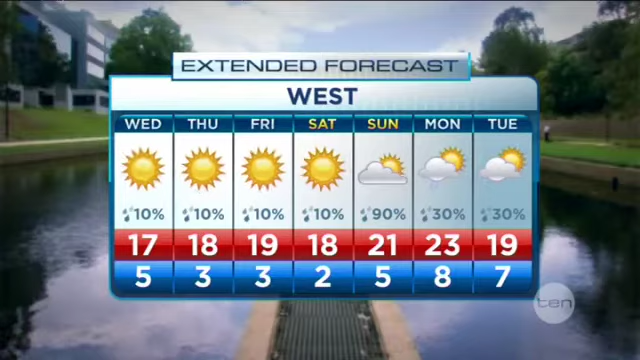 EXTENDED FORECAST
WEST
WED THU FRI SAT SUN MON TUE
10% 10% 10% 10% 90% 30% 30%
17 18 19 18 21 23 19
5 3 3 2 5 8 7
ten